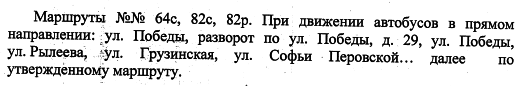 Маршруты №№ 64с, 82с, 82р. При движении автобусов в прямом
направлении: ул. Победы, разворот по ул. Победы, д. 29, ул. Победы,
ул. Рылеева, ул. Грузинская, ул. Софьи Перовской... далее по
утвержденному маршруту.